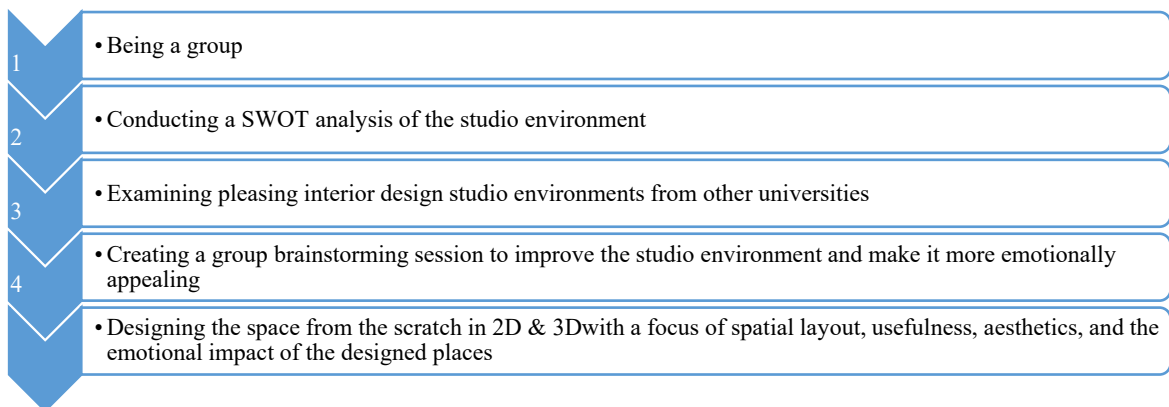 1
• Being a group
2
• Conducting a SWOT analysis of the studio environment
3
• Examining pleasing interior design studio environments from other universities
4
• Creating a group brainstorming session to improve the studio environment and make it more emotionally
appealing
• Designing the space from the scratch in 2D & 3Dwith a focus of spatial layout, usefulness, aesthetics, and the
emotional impact of the designed places